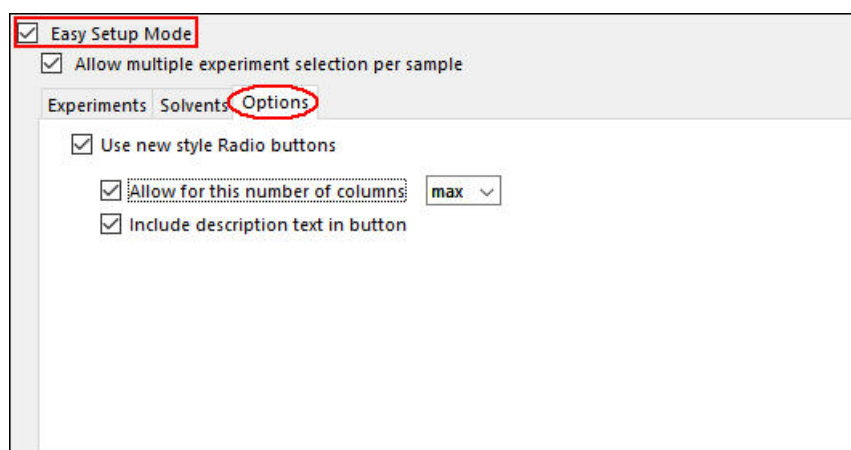 Easy Setup Mode
Allow multiple experiment selection per sample
Experiments Solvents Options
Use new style Radio buttons
Allow for this number of columns max
Include description text in button